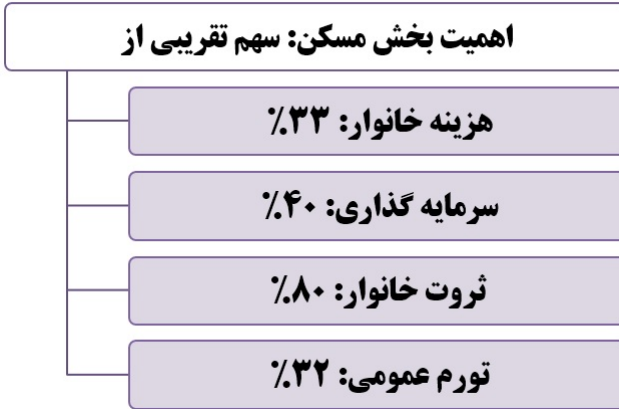 اهمیت بخش مسکن: سهم تقریبی از
هزینه خانوار: ۳۳٪
سرمایه گذاری: ۴۰٪
ثروت خانوار: ۸۰٪
تورم عمومی: ۳۲٪